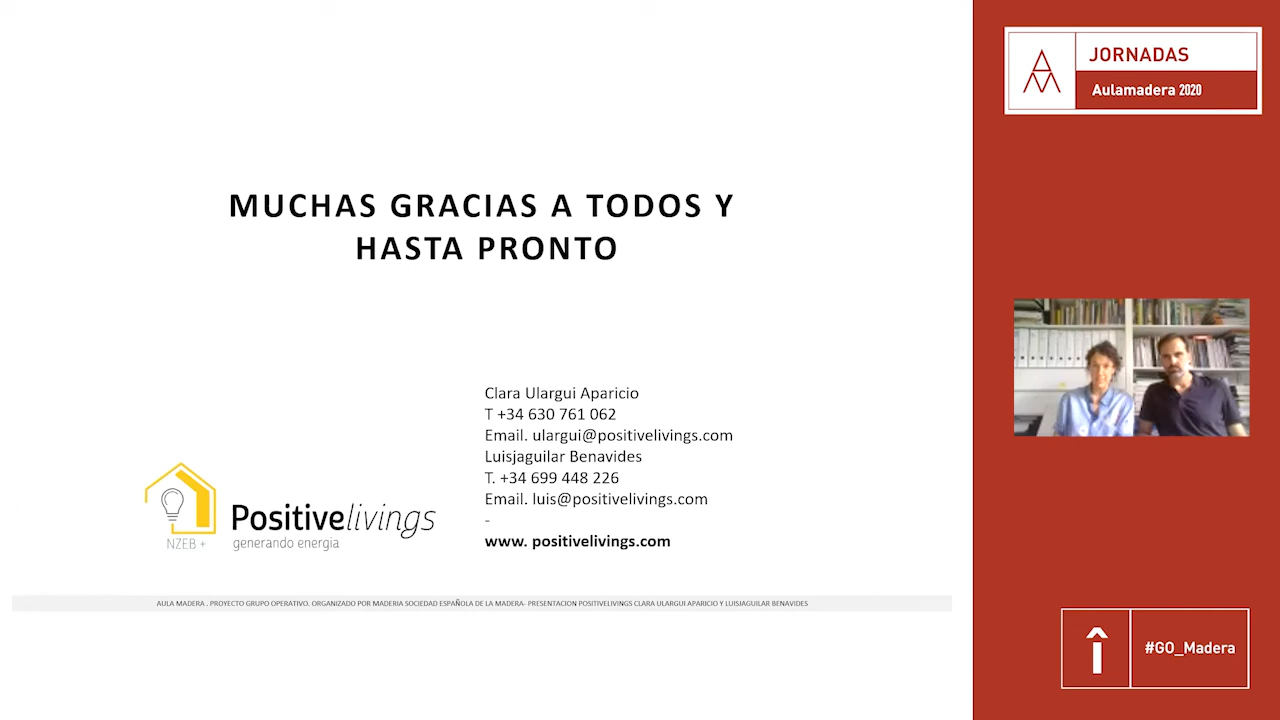 MUCHAS GRACIAS A TODOS Y
HASTA PRONTO
Clara Ulargui Aparicio
T +34 630 761 062
Email. ulargui@positivelivings.com
Luisjaguilar Benavides
T. +34 699 448 226
Email. luis@positivelivings.com
-
www. positivelivings.com
NZEB +
Positivelivings
generando energia
AULA MADERA . PROYECTO GRUPO OPERATIVO. ORGANIZADO POR MADERIA SOCIEDAD ESPAÑOLA DE LA MADERA- PRESENTACION POSITIVELIVINGS CLARA ULARGUI APARICIO Y LUISJAGUILAR BENAVIDES
JORNADAS
Aulamadera 2020
#GO_Madera